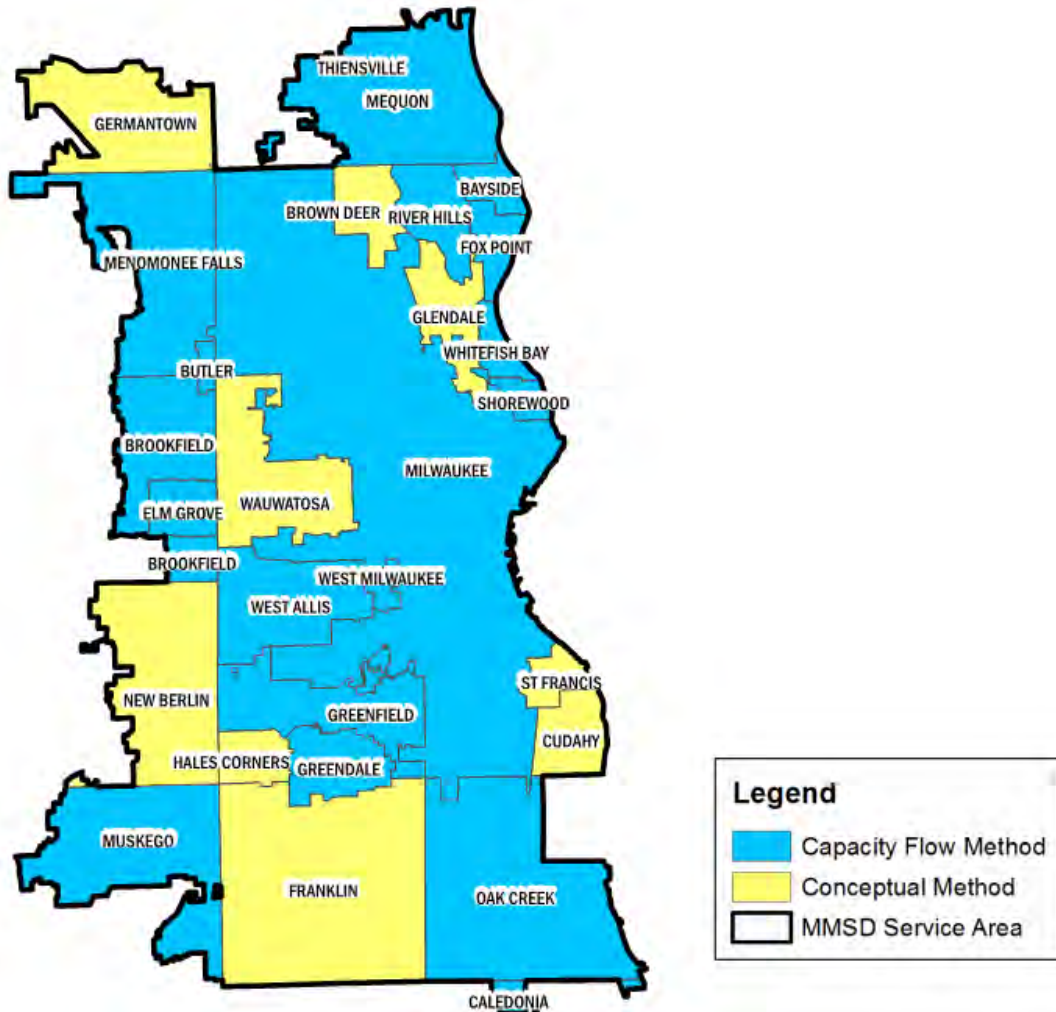 THIENSVILLE
MEQUON
GERMANTOWN
BAYSIDE
BROWN DEER
RIVER HILLS
FOX POINT
MENOMONEE FALLS
GLENDALE
WHITEFISH BAY
BUTLER
SHOREWOOD
BROOKFIELD
MILWAUKEE
WAUWATOSA
ELM GROVE
BROOKFIELD
WEST MILWAUKEE
WEST ALLIS
ST FRANCIS
NEW BERLIN
GREENFIELD
CUDAHY
HALES CORNERS
GREENDALE
MUSKEGO
FRANKLIN
OAK CREEK
CALEDONIA
Legend
Capacity Flow Method
Conceptual Method
MMSD Service Area